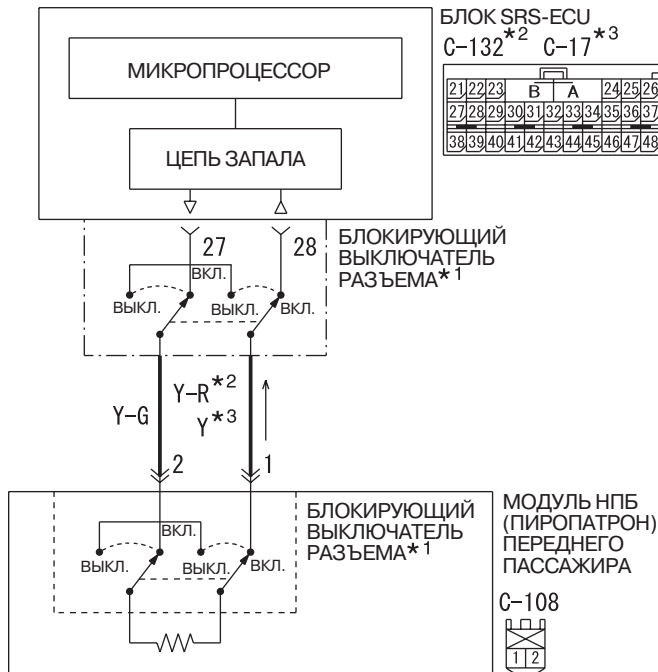 БЛОК SRS-ECU
C-132*2 C-17*3
МИКРОПРОЦЕССОР
21 22 23 B A 24 25 26
27 28 29 30 31 32 33 34 35 36 37
38 39 40 41 42 43 44 45 46 47 48
ЦЕПЬ ЗАПАЛА
27 28
БЛОКИРУЮЩИЙ
ВЫКЛЮЧАТЕЛЬ
РАЗЪЕМА*1
ВКЛ.
ВЫКЛ. ВЫКЛ. ВКЛ.
Y-G
Y-R*2
Y*3
2 1
БЛОКИРУЮЩИЙ
ВЫКЛЮЧАТЕЛЬ
РАЗЪЕМА*1
ВКЛ.
ВЫКЛ. ВЫКЛ. ВКЛ.
МОДУЛЬ НПБ
(ПИРОПАТРОН)
ПЕРЕДНЕГО
ПАССАЖИРА
C-108
1 2